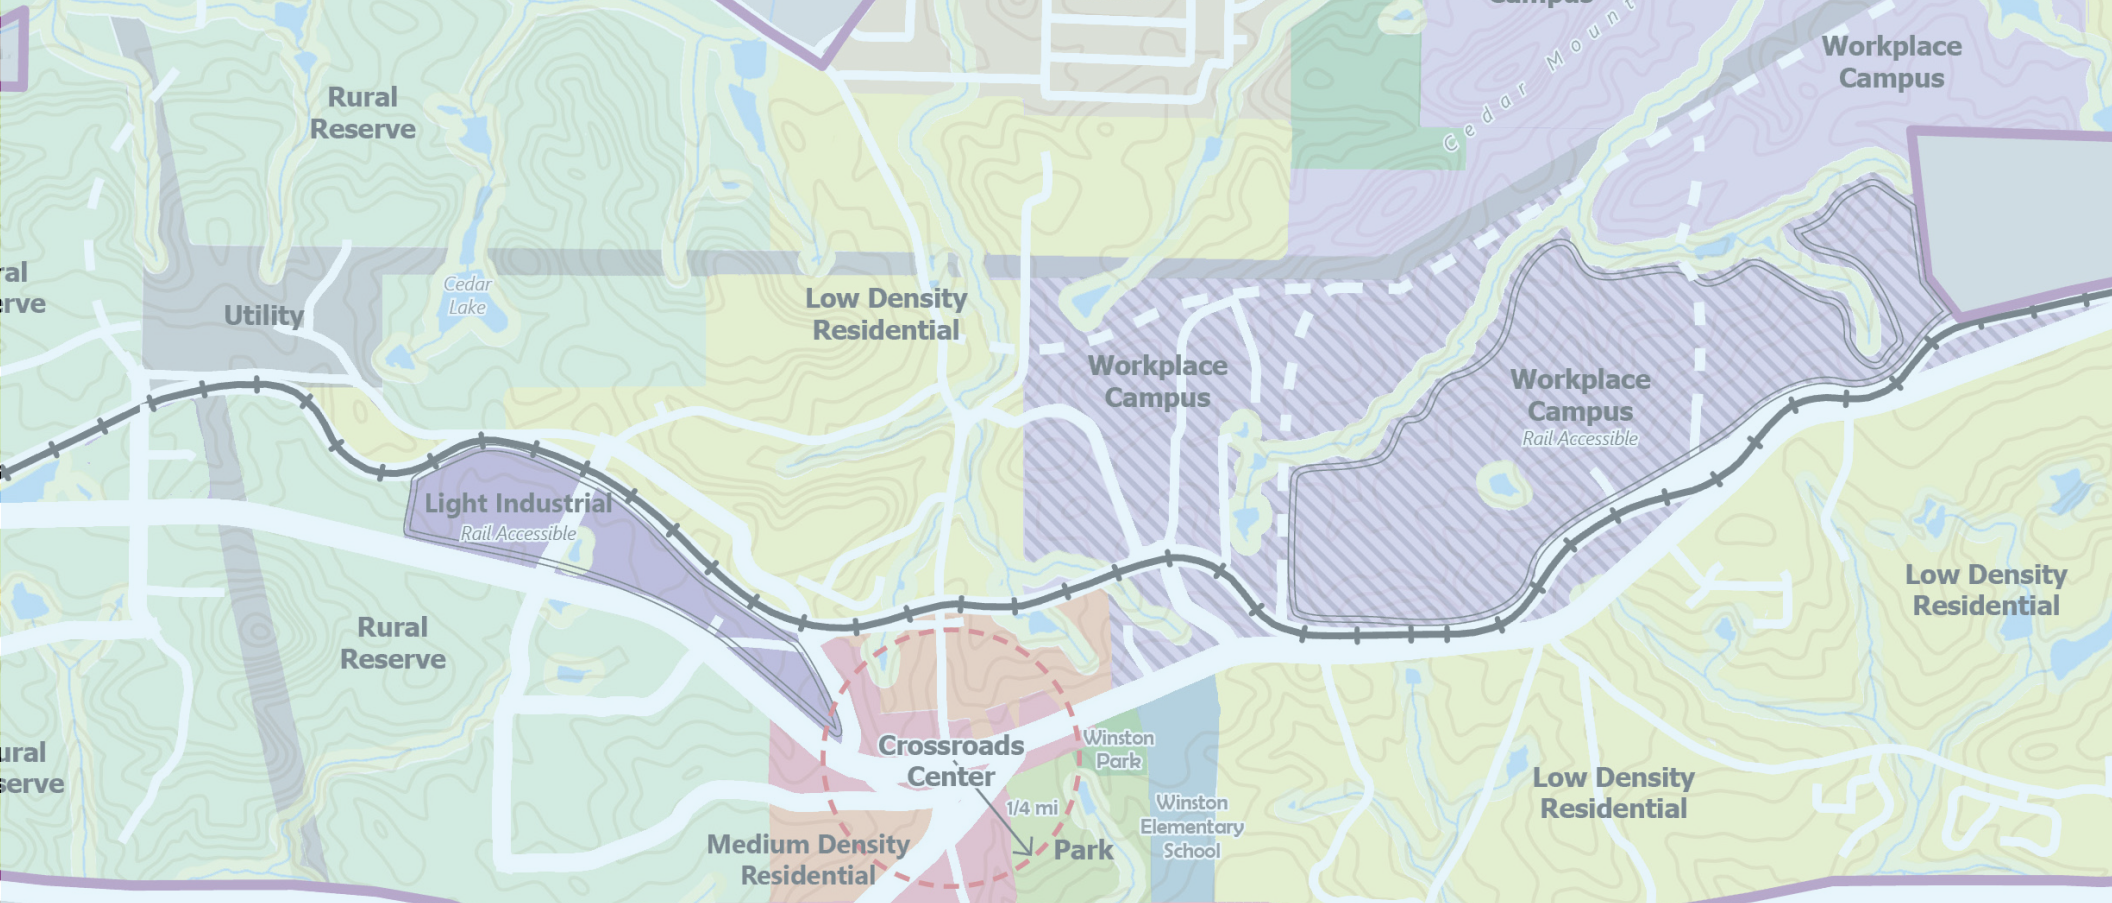 Campus
Cedar Mount
Workplace
Campus
Rural
Reserve
ral
rve
Utility
Cedar
Lake
Low Density
Residential
Workplace
Campus
Workplace
Campus
Rail Accessible
Light Industrial
Rail Accessible
Low Density
Residential
Rural
Reserve
ural
serve
Crossroads
Center
Winston
Park
1/4 mi
Winston
Elementary
School
Low Density
Residential
Medium Density
Residential
Park